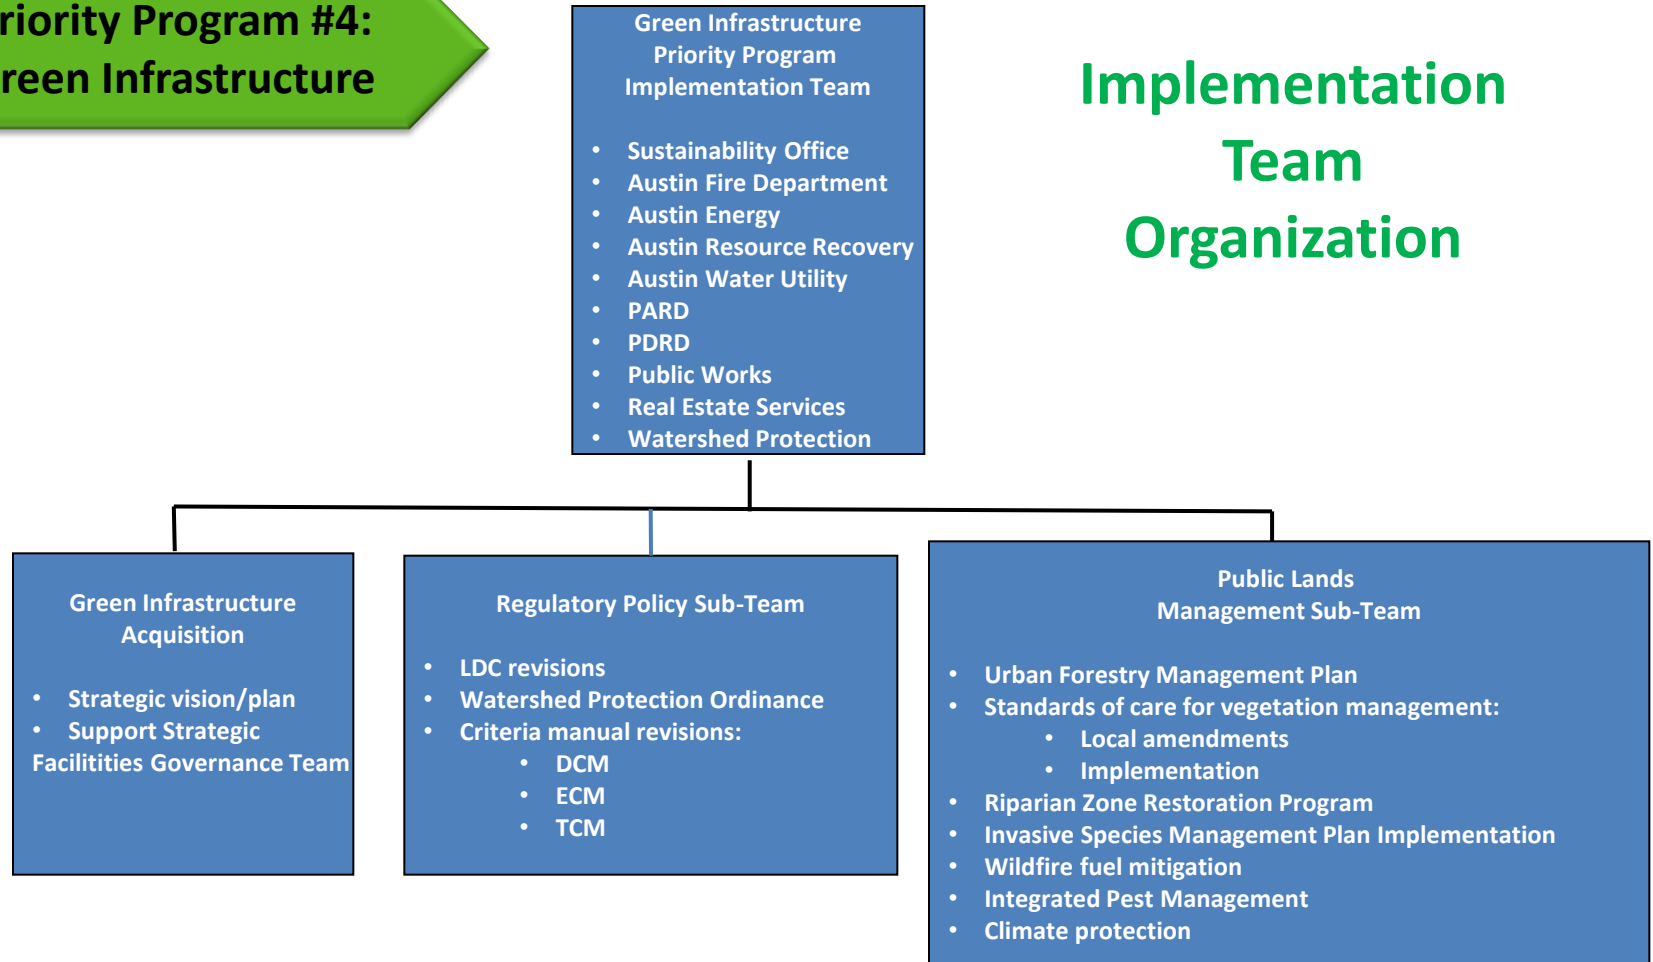 riority Program #4:
reen Infrastructure
Green Infrastructure
Priority Program
Implementation Team
• Sustainability Office
• Austin Fire Department
• Austin Energy
• Austin Resource Recovery
• Austin Water Utility
• PARD
• PDRD
• Public Works
• Real Estate Services
• Watershed Protection
Implementation
Team
Organization
Green Infrastructure
Acquisition
• Strategic vision/plan
• Support Strategic
Facilitities Governance Team
Regulatory Policy Sub-Team
• LDC revisions
• Watershed Protection Ordinance
• Criteria manual revisions:
• DCM
• ECM
• TCM
Public Lands
Management Sub-Team
• Urban Forestry Management Plan
• Standards of care for vegetation management:
• Local amendments
• Implementation
• Riparian Zone Restoration Program
• Invasive Species Management Plan Implementation
• Wildfire fuel mitigation
• Integrated Pest Management
• Climate protection